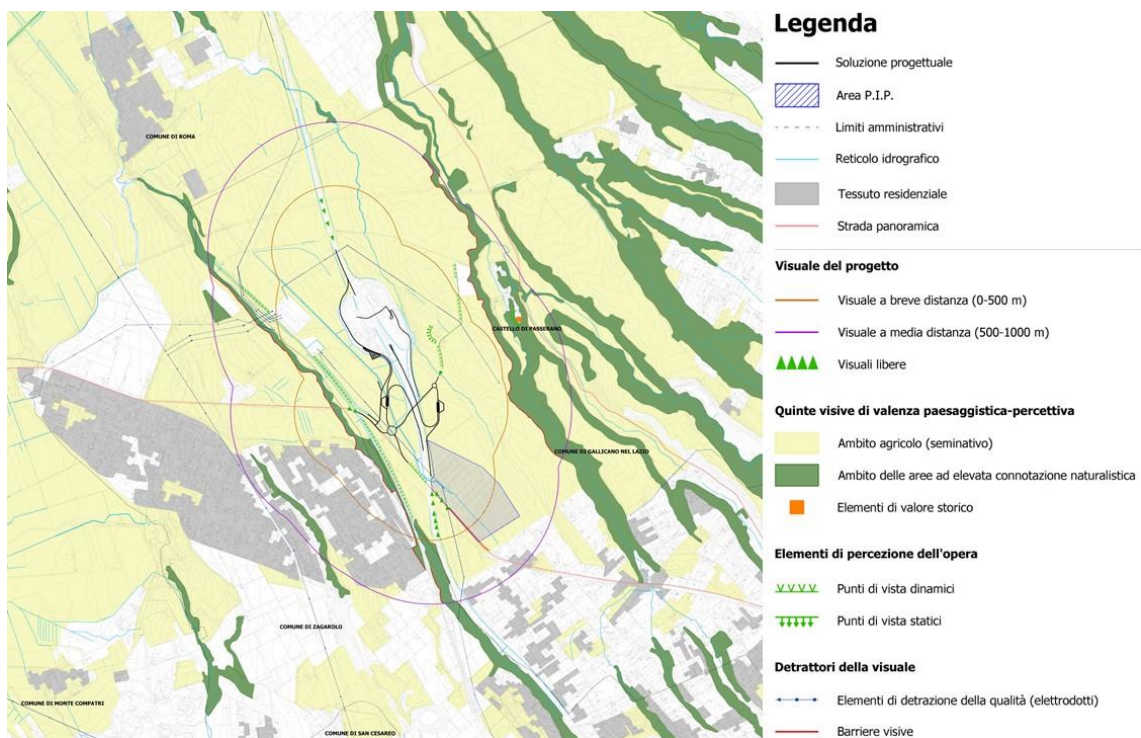 COMUNE DI ROMA
CASTELLO DI PASSERANO
COMUNE DI GALLICANO NEL LAZIO
COMUNE DI ZAGAROLO
COMUNE DI MONTE COMPATRI
COMUNE DI SAN CESAREO
Legenda
Soluzione progettuale
Area P.I.P.
Limiti amministrativi
Reticolo idrografico
Tessuto residenziale
Strada panoramica
Visuale del progetto
Visuale a breve distanza (0-500 m)
Visuale a media distanza (500-1000 m)
Visuali libere
Quinte visive di valenza paesaggistica-percettiva
Ambito agricolo (seminativo)
Ambito delle aree ad elevata connotazione naturalistica
Elementi di valore storico
Elementi di percezione dell'opera
Punti di vista dinamici
Punti di vista statici
Detrattori della visuale
Elementi di detrazione della qualità (elettrodotti)
Barriere visive